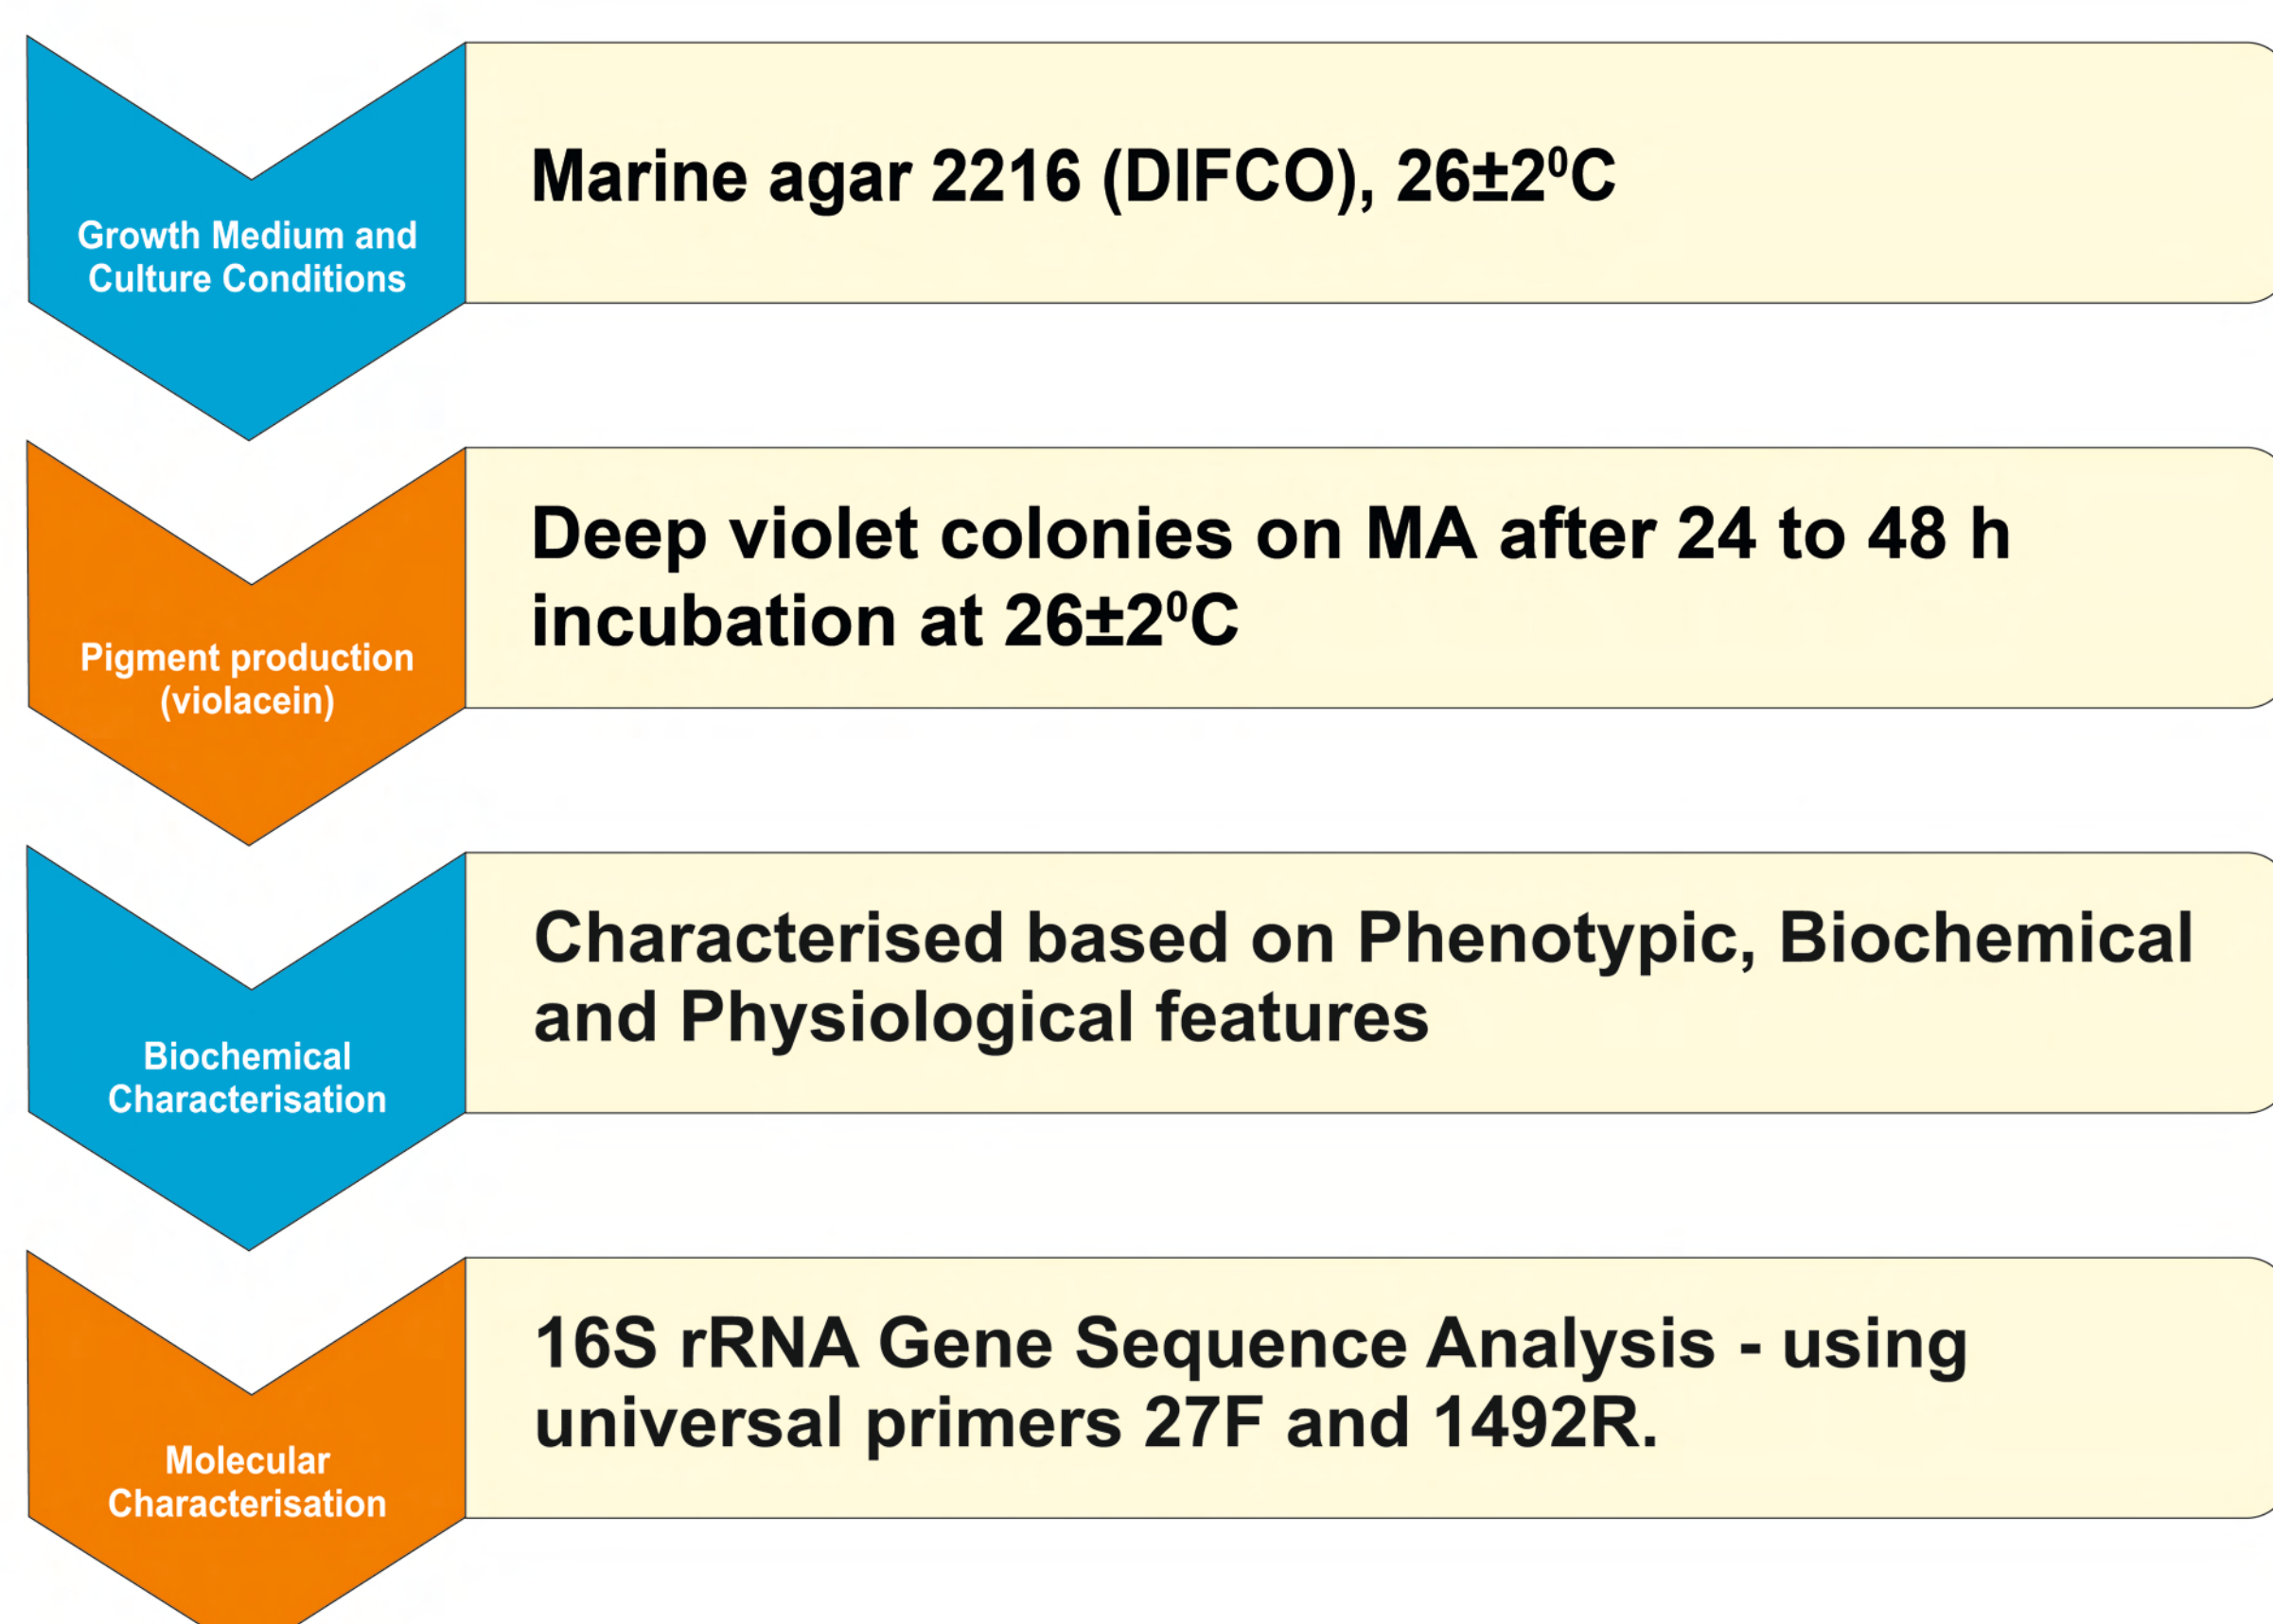 Growth Medium and
Culture Conditions
Marine agar 2216 (DIFCO), 26±2⁰C
Pigment production
(violacein)
Deep violet colonies on MA after 24 to 48 h
incubation at 26±2⁰C
Biochemical
Characterisation
Characterised based on Phenotypic, Biochemical
and Physiological features
Molecular
Characterisation
16S rRNA Gene Sequence Analysis - using
universal primers 27F and 1492R.